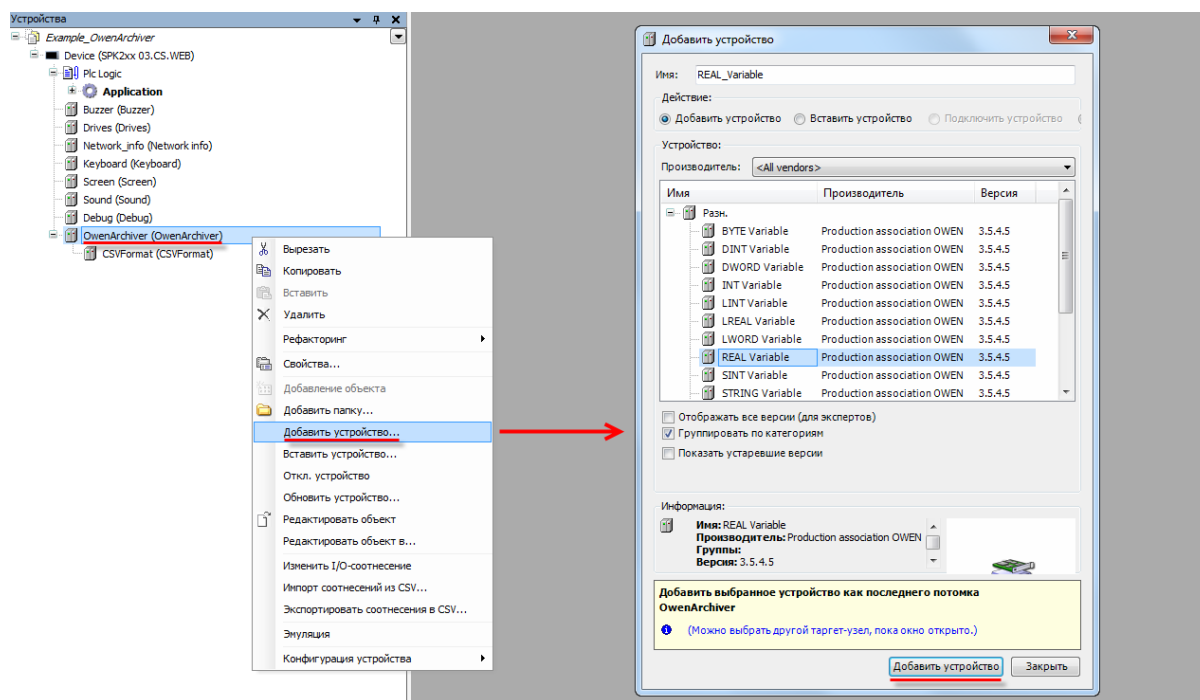 Устройства
Example_OwenArchiver
Device (SPK2xx 03.CS.WEB)
Plc Logic
Application
Buzzer (Buzzer)
Drives (Drives)
Network_info (Network info)
Keyboard (Keyboard)
Screen (Screen)
Sound (Sound)
Debug (Debug)
OwenArchiver (OwenArchiver)
CSVFormat (CSVFormat)
Вырезать
Копировать
Вставить
Удалить
Рефакторинг
Свойства...
Добавление объекта
Добавить папку...
Добавить устройство...
Вставить устройство...
Откл. устройство
Обновить устройство...
Редактировать объект
Редактировать объект в...
Изменить I/O-соотнесение
Импорт соотнесений из CSV...
Экспортировать соотнесения в CSV...
Эмуляция
Конфигурация устройства
Добавить устройство
Имя: REAL_Variable
Действие:
Добавить устройство Вставить устройство Подключить устройство
Устройство:
Производитель: <All vendors>
Имя Производитель Версия
Разн.
BYTE Variable Production association OWEN 3.5.4.5
DINT Variable Production association OWEN 3.5.4.5
DWORD Variable Production association OWEN 3.5.4.5
INT Variable Production association OWEN 3.5.4.5
LINT Variable Production association OWEN 3.5.4.5
LREAL Variable Production association OWEN 3.5.4.5
LWORD Variable Production association OWEN 3.5.4.5
REAL Variable Production association OWEN 3.5.4.5
SINT Variable Production association OWEN 3.5.4.5
STRING Variable Production association OWEN 3.5.4.5
Отображать все версии (для экспертов)
Группировать по категориям
Показать устаревшие версии
Информация:
Имя: REAL Variable
Производитель: Production association OWEN
Группы:
Версия: 3.5.4.5
Добавить выбранное устройство как последнего потомка
OwenArchiver
(Можно выбрать другой таргет-узел, пока окно открыто.)
Добавить устройство Закрыть